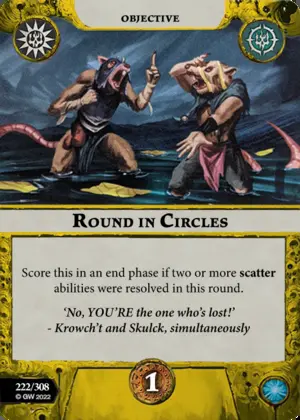 OBJECTIVE
ROUND IN CIRCLES
Score this in an end phase if two or more scatter
abilities were resolved in this round.
‘No, YOU’RE the one who’s lost!’
- Krowch’t and Skulck, simultaneously
222/308
© GW 2022
1